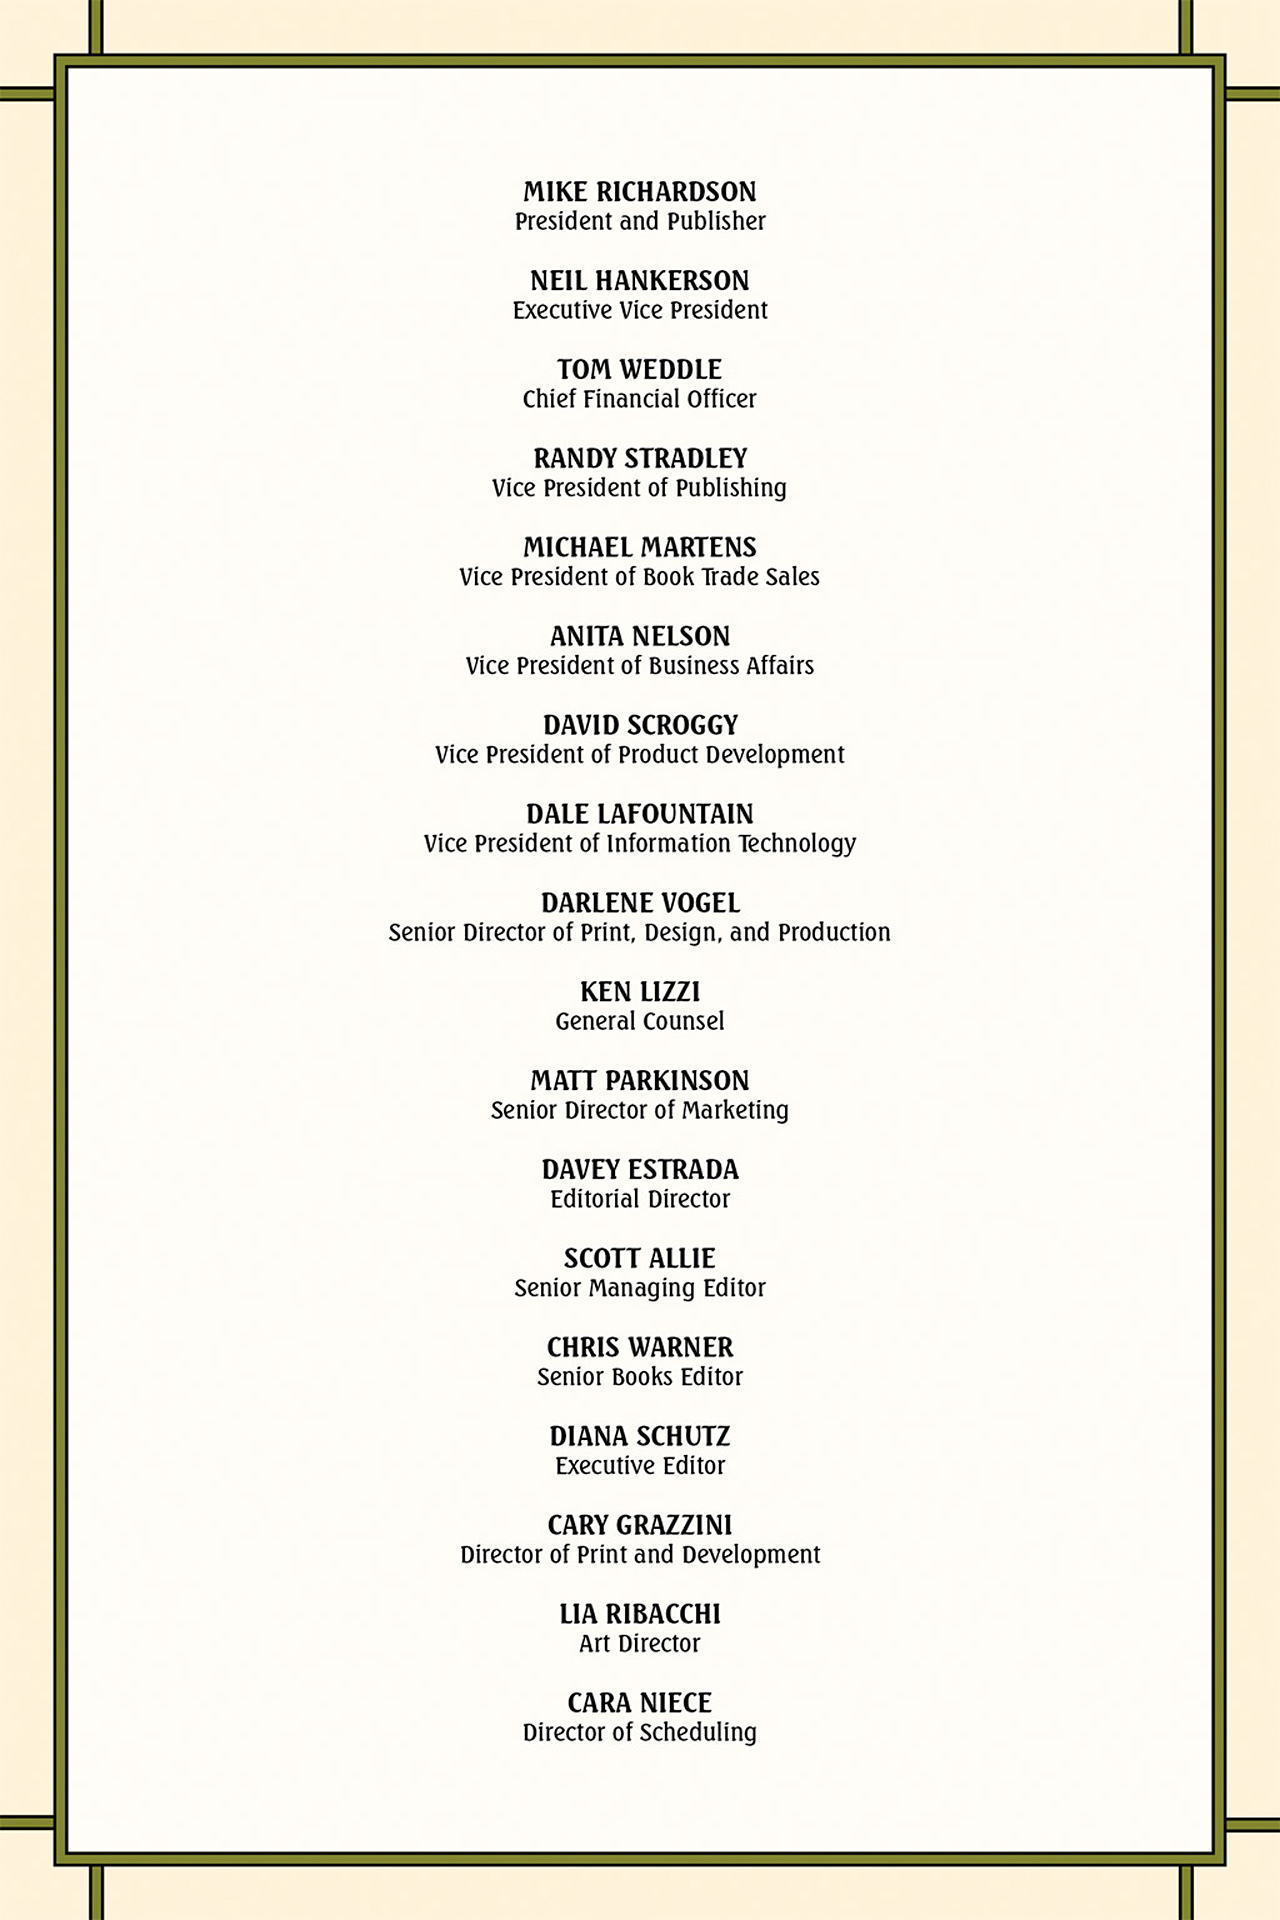 MIKE RICHARDSON
President and Publisher
NEIL HANKERSON
Executive Vice President
TOM WEDDLE
Chief Financial Officer
RANDY STRADLEY
Vice President of Publishing
MICHAEL MARTENS
Vice President of Book Trade Sales
ANITA NELSON
Vice President of Business Affairs
DAVID SCROGGY
Vice President of Product Development
DALE LAFOUNTAIN
Vice President of Information Technology
DARLENE VOGEL
Senior Director of Print, Design, and Production
KEN LIZZI
General Counsel
MATT PARKINSON
Senior Director of Marketing
DAVEY ESTRADA
Editorial Director
SCOTT ALLIE
Senior Managing Editor
CHRIS WARNER
Senior Books Editor
DIANA SCHUTZ
Executive Editor
CARY GRAZZINI
Director of Print and Development
LIA RIBACCHI
Art Director
CARA NIECE
Director of Scheduling